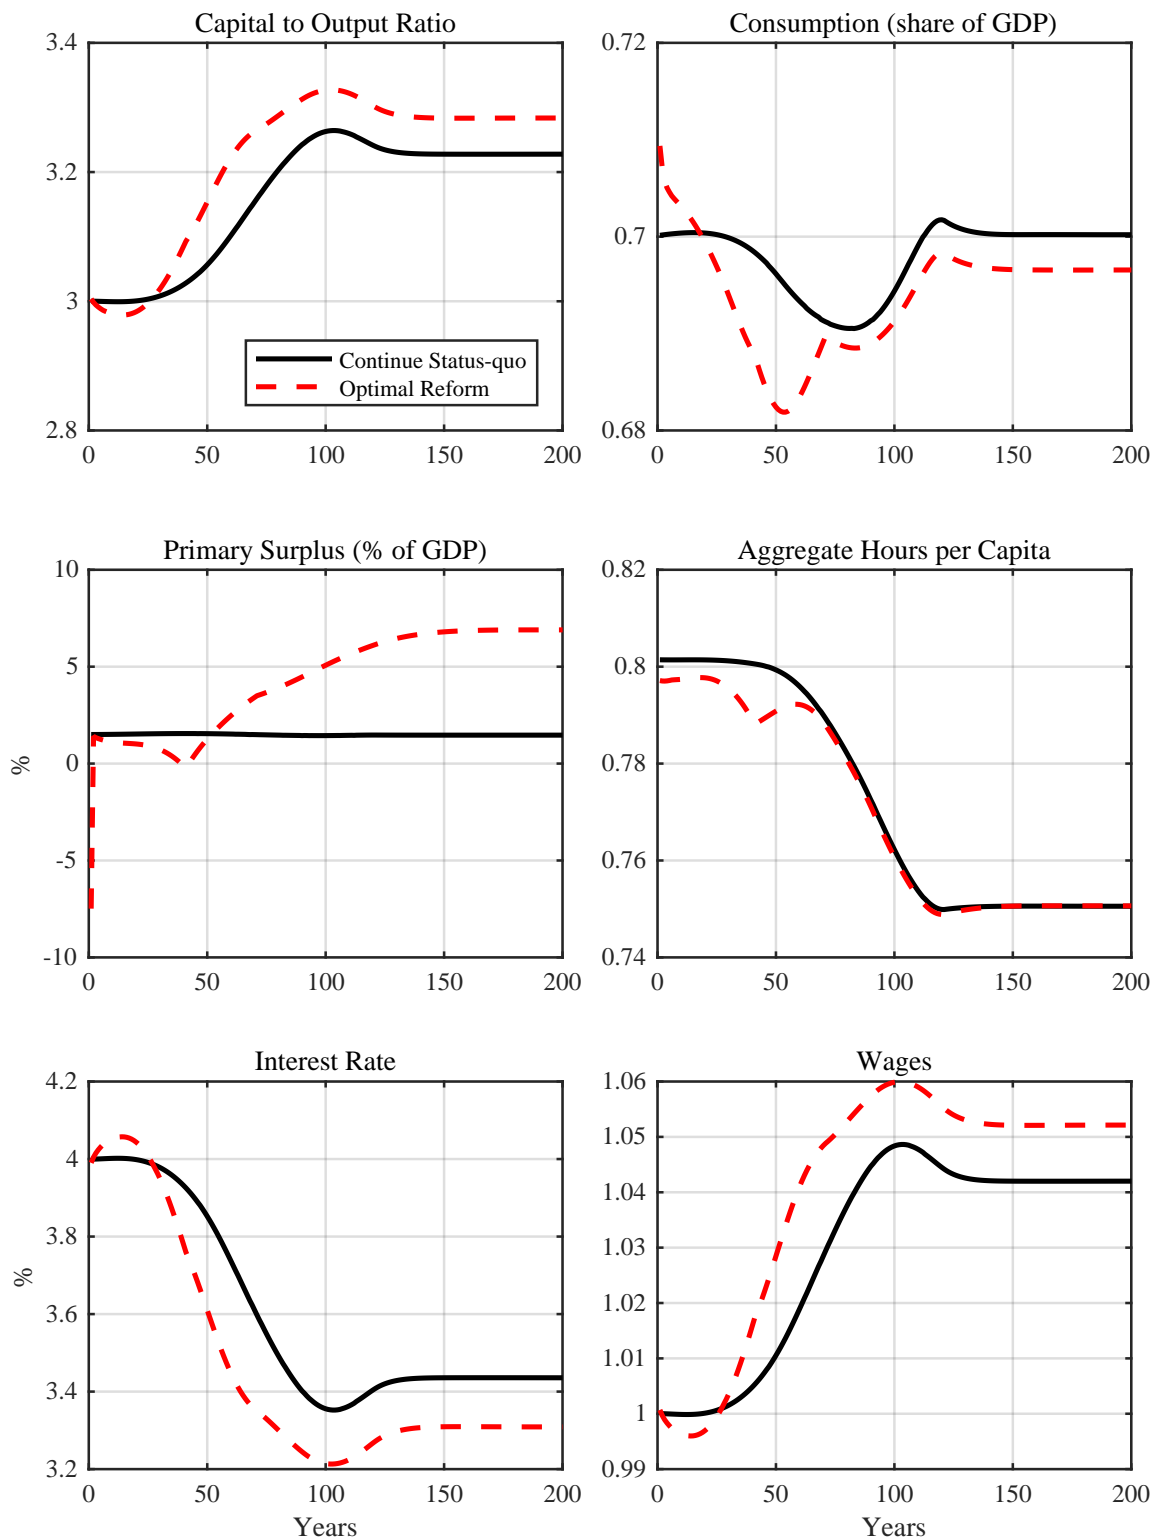 Capital to Output Ratio
3.4
3.2
3
2.8
0 50 100 150 200
Continue Status-quo
Optimal Reform
Consumption (share of GDP)
0.72
0.7
0.68
0 50 100 150 200
Primary Surplus (% of GDP)
10
5
0
-5
-10
%
0 50 100 150 200
Aggregate Hours per Capita
0.82
0.8
0.78
0.76
0.74
0 50 100 150 200
Interest Rate
4.2
4
3.8
3.6
3.4
3.2
%
0 50 100 150 200
Years
Wages
1.06
1.05
1.04
1.03
1.02
1.01
1
0.99
0 50 100 150 200
Years